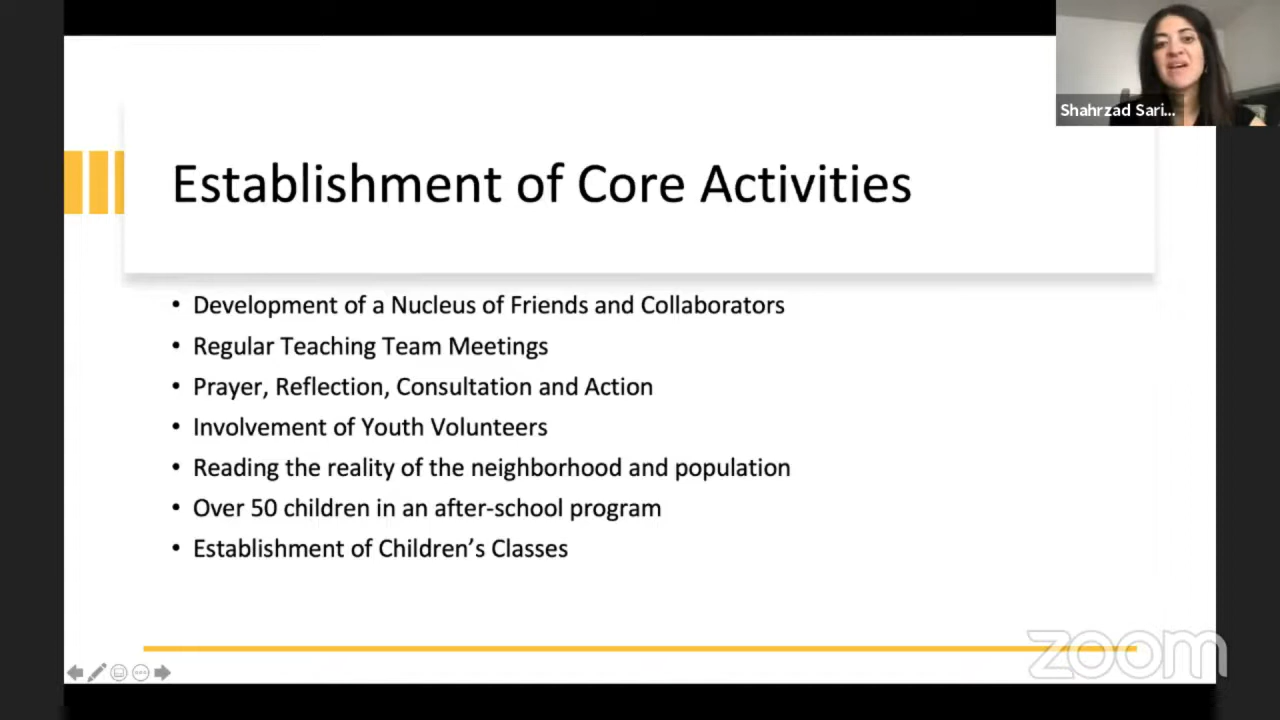 Shahrzad Sari...
Establishment of Core Activities
• Development of a Nucleus of Friends and Collaborators
• Regular Teaching Team Meetings
• Prayer, Reflection, Consultation and Action
• Involvement of Youth Volunteers
• Reading the reality of the neighborhood and population
• Over 50 children in an after-school program
• Establishment of Children’s Classes
zoom